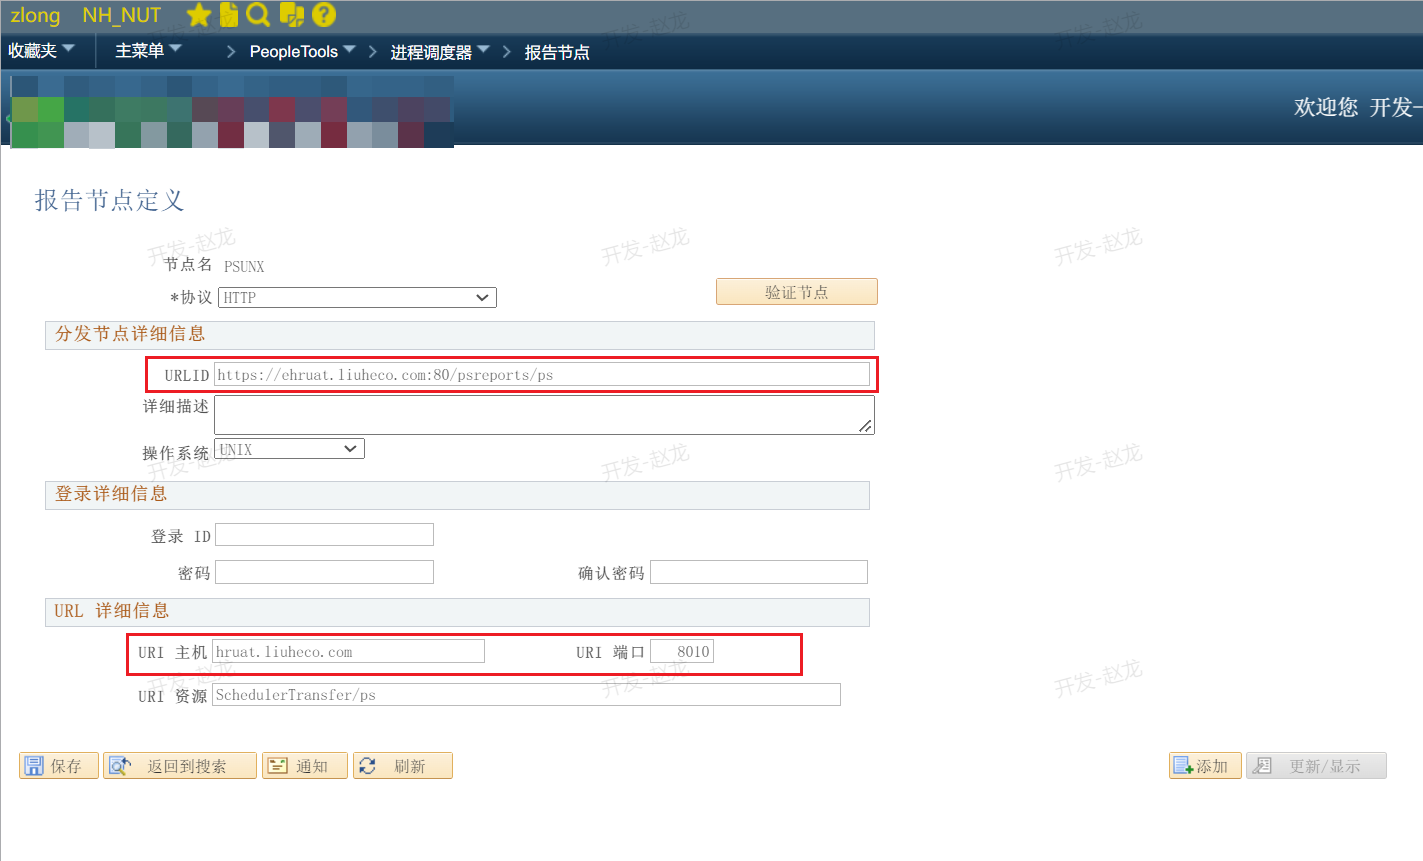 zlong NH_NUT
收藏夹 主菜单 > PeopleTools > 进程调度器 > 报告节点
欢迎您 开发-
报告节点定义
节点名 PSUNX
*协议 HTTP 验证节点
分发节点详细信息
URLID https://ehruat.liuheco.com:80/psreports/ps
详细描述
操作系统 UNIX
登录详细信息
登录 ID
密码 确认密码
URL 详细信息
URI 主机 hruat.liuheco.com URI 端口 8010
URI 资源 SchedulerTransfer/ps
保存 返回到搜索 通知 刷新 添加 更新/显示
开发-赵龙 开发-赵龙
开发-赵龙 开发-赵龙 开发-赵龙
开发-赵龙 开发-赵龙 开发-赵龙
开发-赵龙 开发-赵龙 开发-赵龙